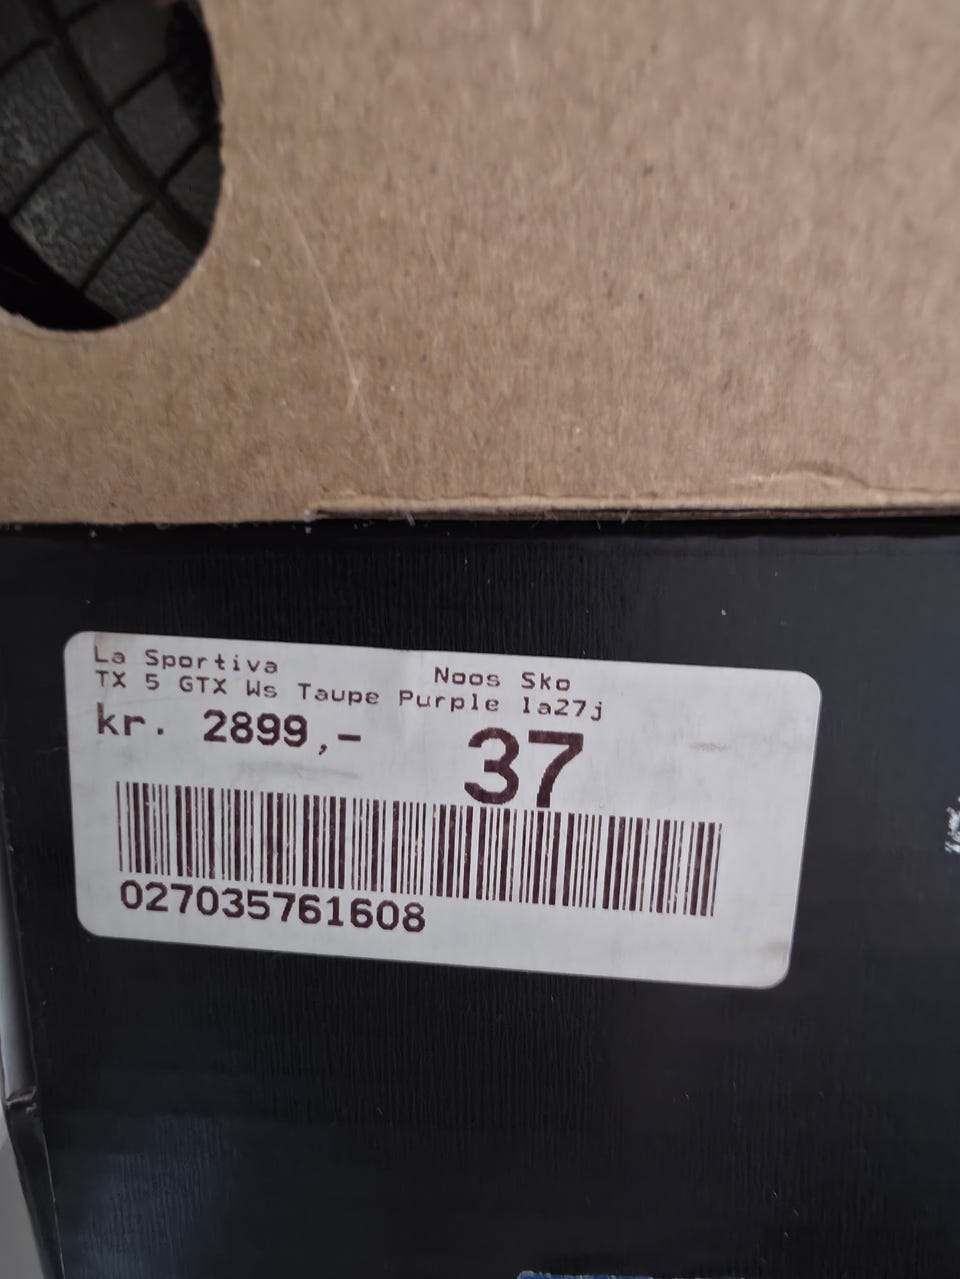 La Sportiva Noos Sko
TX 5 GTX Ws Taupe Purple la27j
kr. 2899,- 37
027035761608